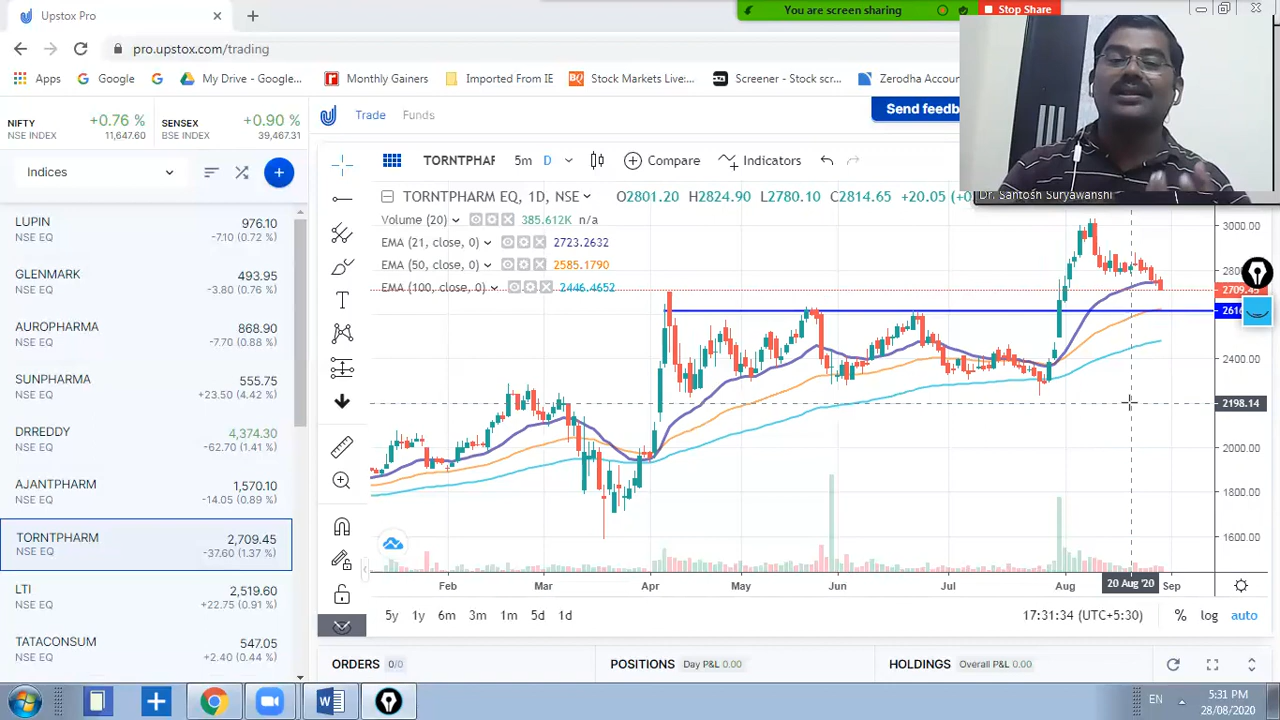 Upstox Pro
You are screen sharing
Stop Share
pro.upstox.com/trading
Apps
Google
My Drive - Google...
Monthly Gainers
Imported From IE
Stock Markets Live:...
Screener - Stock scr...
Zerodha Accou
NIFTY +0.76 %
NSE INDEX 11,647.60
SENSEX +0.90 %
BSE INDEX 39,467.31
Trade
Funds
Send feedb
Indices
TORNTPHAR
5m
D
Compare
Indicators
LUPIN 976.10
NSE EQ -7.10 (0.72 %)
GLENMARK 493.95
NSE EQ -3.80 (0.76 %)
AUROPHARMA 868.90
NSE EQ -7.70 (0.88 %)
SUNPHARMA 555.75
NSE EQ +23.50 (4.42 %)
DRREDDY 4,374.30
NSE EQ -62.70 (1.41 %)
AJANTPHARM 1,570.10
NSE EQ -14.05 (0.89 %)
TORNTPHARM 2,709.45
NSE EQ -37.60 (1.37 %)
LTI 2,519.60
NSE EQ +22.75 (0.91 %)
TATACONSUM 547.05
NSE EQ +2.40 (0.44 %)
TORNTPHARM EQ, 1D, NSE O2801.20 H2824.90 L2780.10 C2814.65 +20.05
Volume (20) 385.612K n/a
EMA (21, close, 0) 2723.2632
EMA (50, close, 0) 2585.1790
EMA (100, close, 0) 2446.4652
Dr. Santosh Suryawanshi
3000.00
2709.45
2616
2400.00
2198.14
2000.00
1800.00
1600.00
Feb
Mar
Apr
May
Jun
Jul
Aug
20 Aug '20
Sep
5y
1y
6m
3m
1m
5d
1d
17:31:34 (UTC+5:30)
%
log
auto
ORDERS 0/0
POSITIONS Day P&L 0.00
HOLDINGS Overall P&L 0.00
EN
5:31 PM
28/08/2020